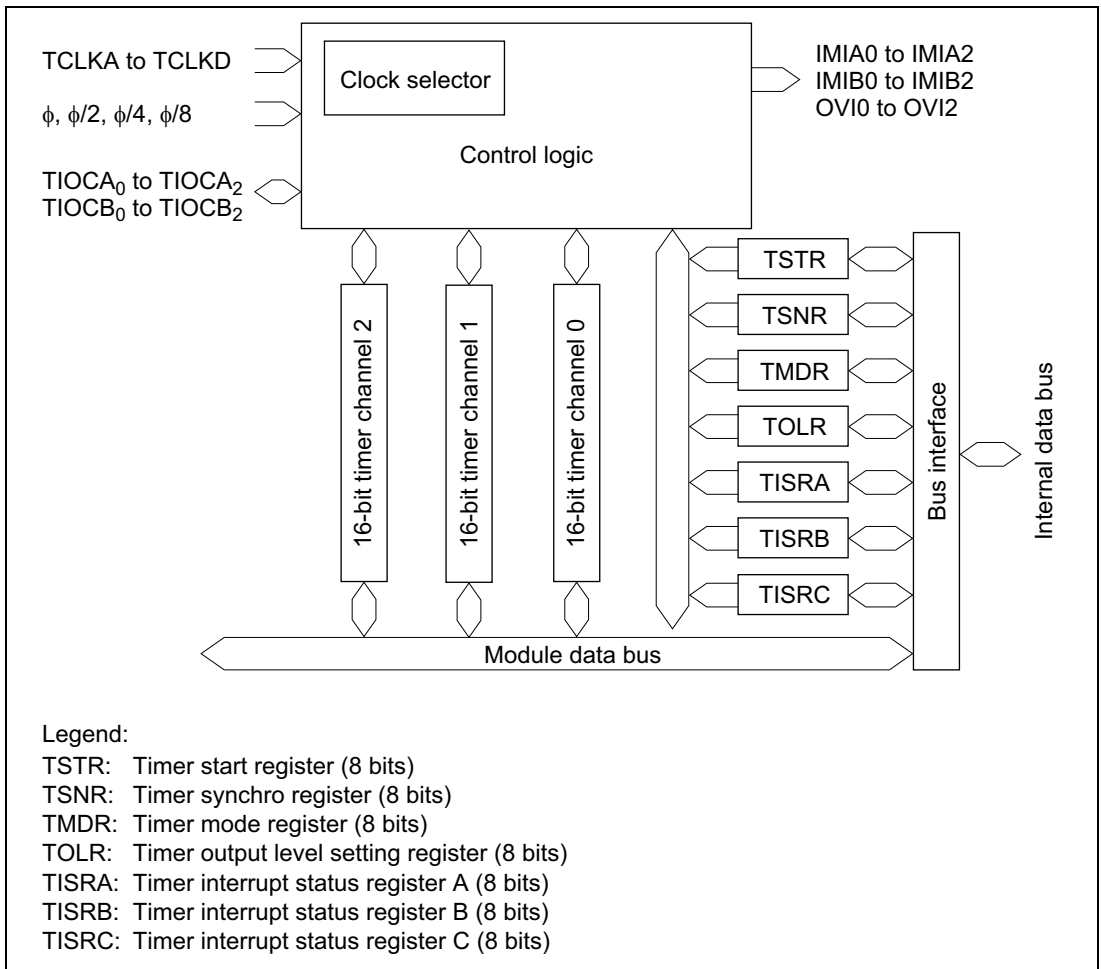 TCLKA to TCLKD
ϕ, ϕ/2, ϕ/4, ϕ/8
TIOCA0 to TIOCA2
TIOCB0 to TIOCB2
Clock selector
Control logic
IMIA0 to IMIA2
IMIB0 to IMIB2
OVI0 to OVI2
16-bit timer channel 2
16-bit timer channel 1
16-bit timer channel 0
TSTR
TSNR
TMDR
TOLR
TISRA
TISRB
TISRC
Bus interface
Internal data bus
Module data bus
Legend:
TSTR: Timer start register (8 bits)
TSNR: Timer synchro register (8 bits)
TMDR: Timer mode register (8 bits)
TOLR: Timer output level setting register (8 bits)
TISRA: Timer interrupt status register A (8 bits)
TISRB: Timer interrupt status register B (8 bits)
TISRC: Timer interrupt status register C (8 bits)